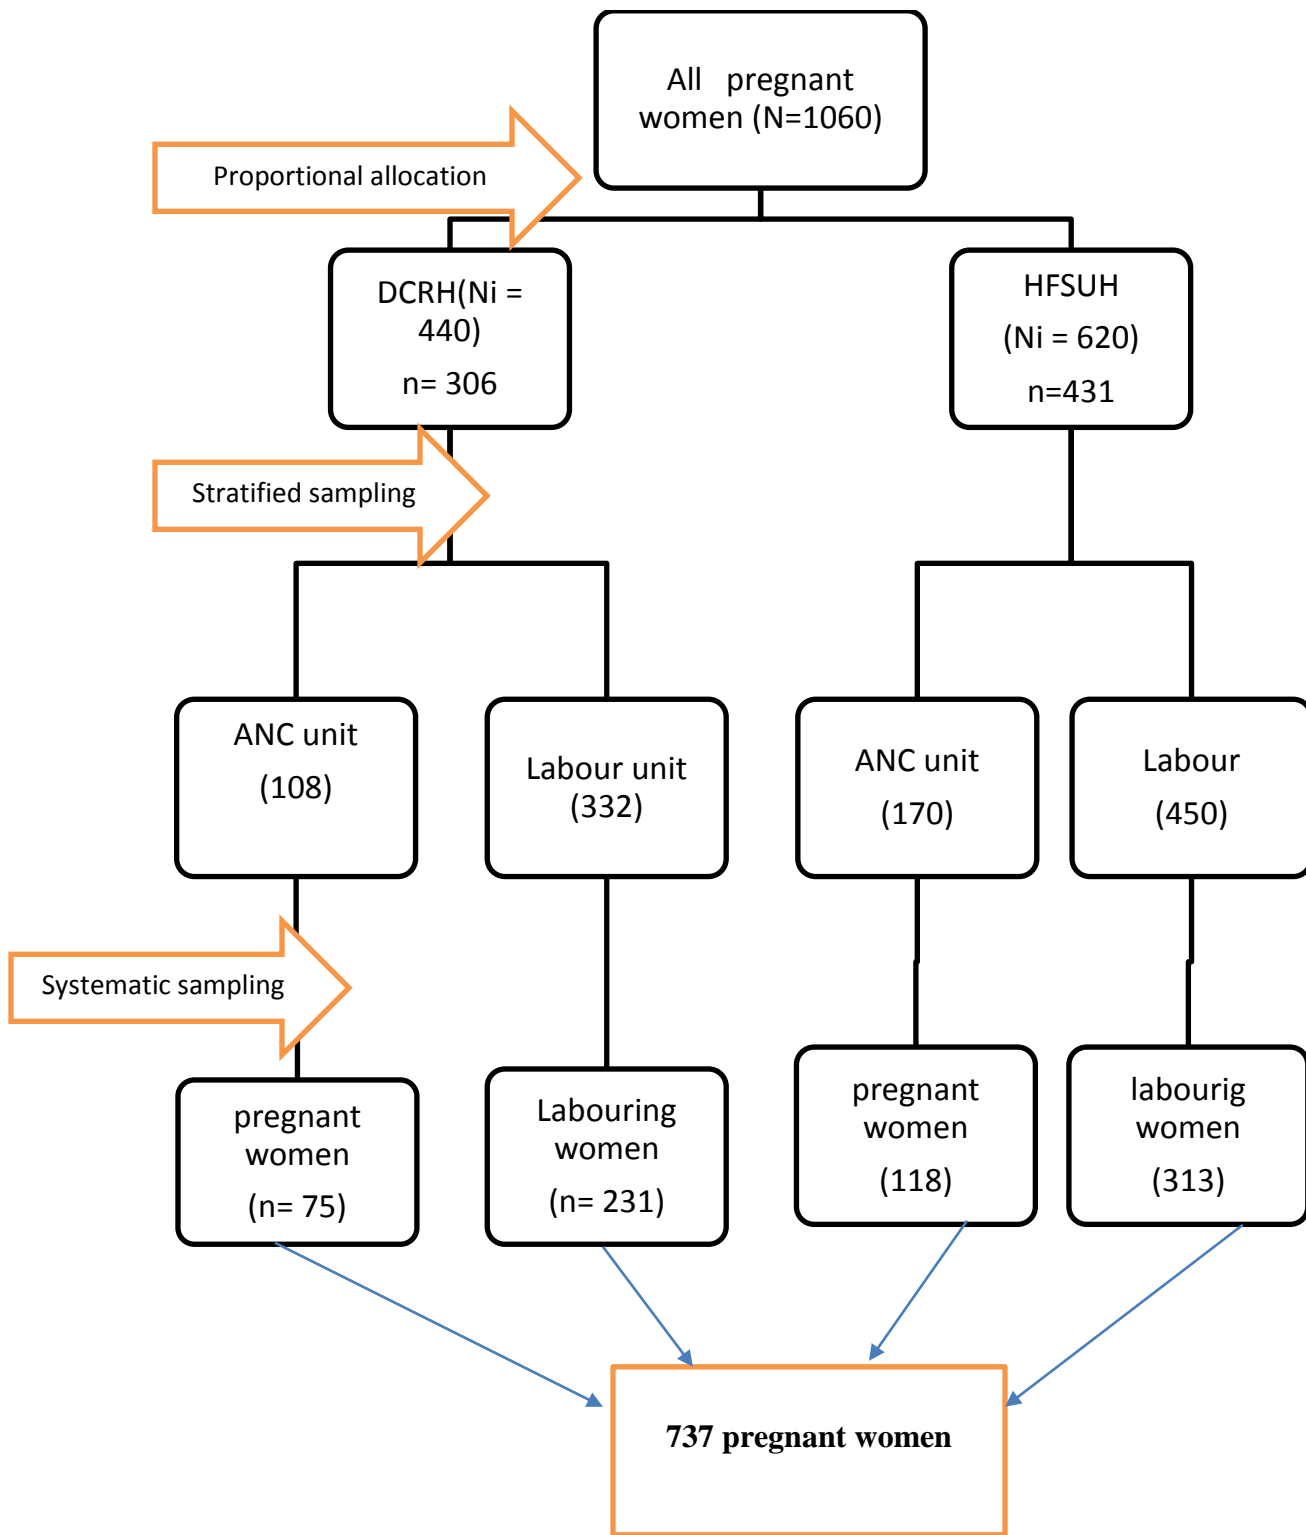 All pregnant
women (N=1060)
Proportional allocation
DCRH(Ni =
440)
n= 306
HFSUH
(Ni = 620)
n=431
Stratified sampling
ANC unit
(108)
Labour unit
(332)
ANC unit
(170)
Labour
(450)
Systematic sampling
pregnant
women
(n= 75)
Labouring
women
(n= 231)
pregnant
women
(118)
labourig
women
(313)
737 pregnant women